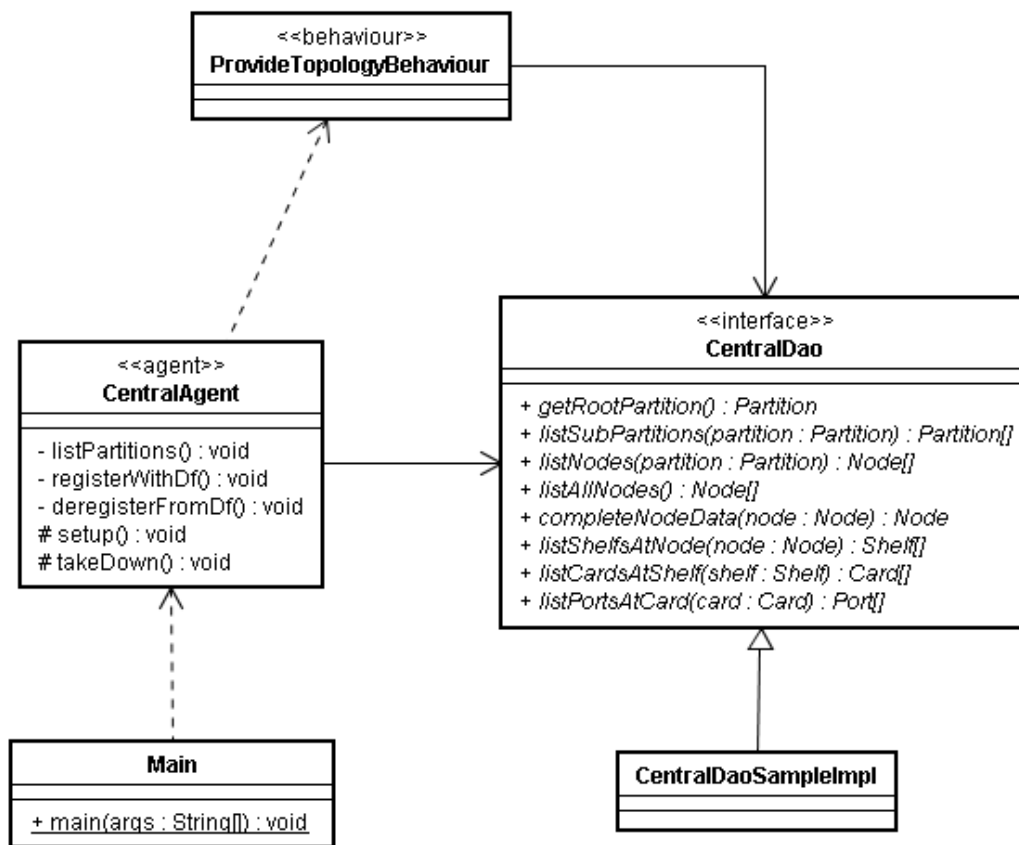 <<behaviour>>
ProvideTopologyBehaviour
<<agent>>
CentralAgent
- listPartitions() : void
- registerWithDf() : void
- deregisterFromDf() : void
# setup() : void
# takeDown() : void
<<interface>>
CentralDao
+ getRootPartition() : Partition
+ listSubPartitions(partition : Partition) : Partition[]
+ listNodes(partition : Partition) : Node[]
+ listAllNodes() : Node[]
+ completeNodeData(node : Node) : Node
+ listShelfsAtNode(node : Node) : Shelf[]
+ listCardsAtShelf(shelf : Shelf) : Card[]
+ listPortsAtCard(card : Card) : Port[]
Main
+ main(args : String[]) : void
CentralDaoSampleImpl